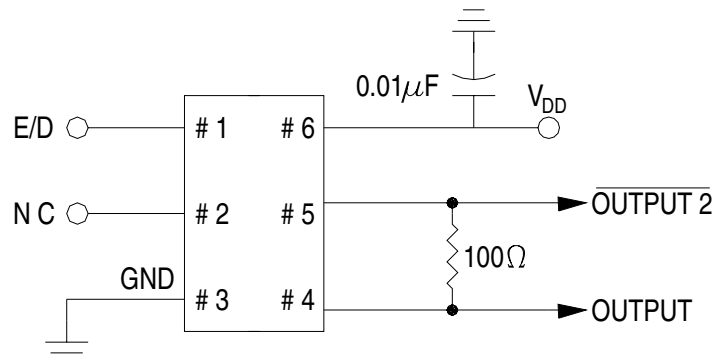 0.01μF
V_DD
E/D
# 1
# 6
N C
# 2
# 5
OUTPUT 2
100Ω
GND
# 3
# 4
OUTPUT